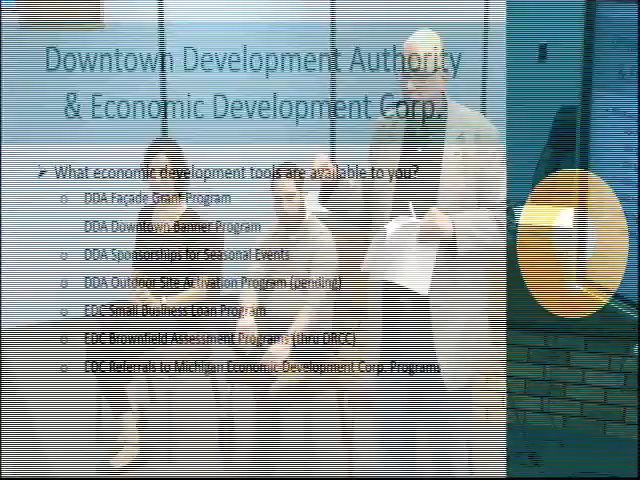 Downtown Development Authority
& Economic Development Corp.
What economic development tools are available to you?
DDA Façade Grant Program
DDA Downtown Banner Program
DDA Sponsorships for Seasonal Events
DDA Outdoor Site Activation Program (pending)
EDC Small Business Loan Program
EDC Brownfield Assessment Programs (thru DRCC)
EDC Referrals to Michigan Economic Development Corp. Programs